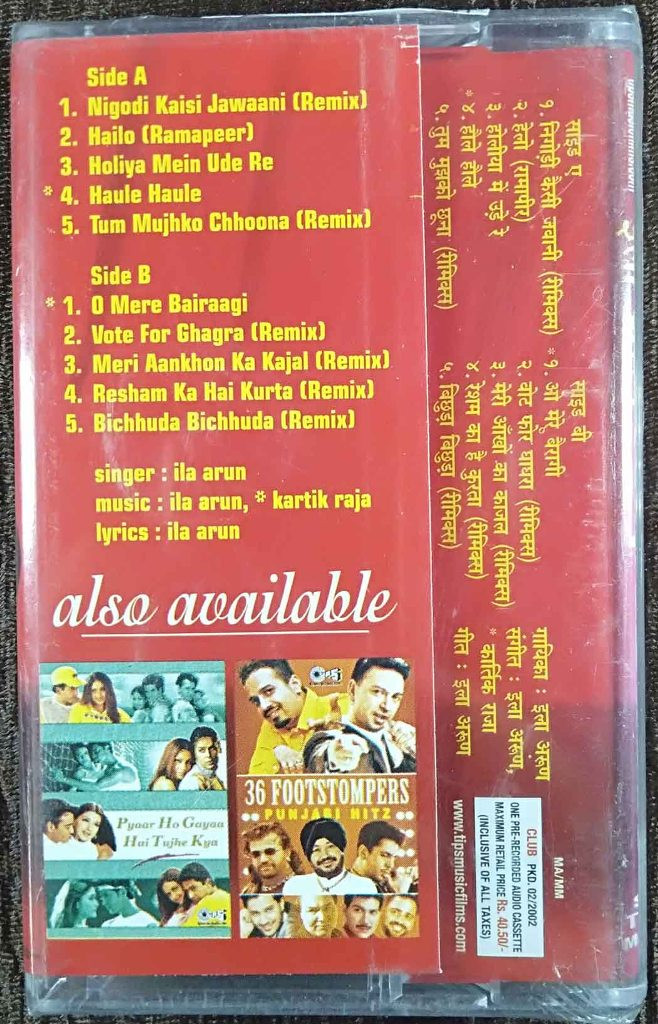 Side A
1. Nigodi Kaisi Jawaani (Remix)
2. Hailo (Ramapeer)
3. Holiya Mein Ude Re
* 4. Haule Haule
5. Tum Mujhko Chhoona (Remix)
Side B
* 1. O Mere Bairaagi
2. Vote For Ghagra (Remix)
3. Meri Aankhon Ka Kajal (Remix)
4. Resham Ka Hai Kurta (Remix)
5. Bichhuda Bichhuda (Remix)
singer : ila arun
music : ila arun, * kartik raja
lyrics : ila arun
also available
Pyaar Ho Gayaa
Hai Tujhe Kya
Tips
Tips
36 FOOTSTOMPERS
PUNJABI HITZ
साइड ए
१. निगोड़ी कैसी जवानी (रीमिक्स)
२. हेलो (रामापीर)
३. होलीया में उड़े रे
* ४. होले होले
५. तुम मुझको छूना (रीमिक्स)
साइड बी
* १. ओ मेरे बैरागी
२. वोट फोर घाघरा (रीमिक्स)
३. मेरी आँखों का काजल (रीमिक्स)
४. रेशम का है कुरता (रीमिक्स)
५. बिछुडा बिछुडा (रीमिक्स)
गायिका : इला अरूण
संगीत : इला अरूण,
* कार्तिक राजा
गीत : इला अरूण
MA/MM
CLUB PKD. 02/2002
ONE PRE-RECORDED AUDIO CASSETTE
MAXIMUM RETAIL PRICE Rs. 40.50/-
(INCLUSIVE OF ALL TAXES)
www.tipsmusicfilms.com